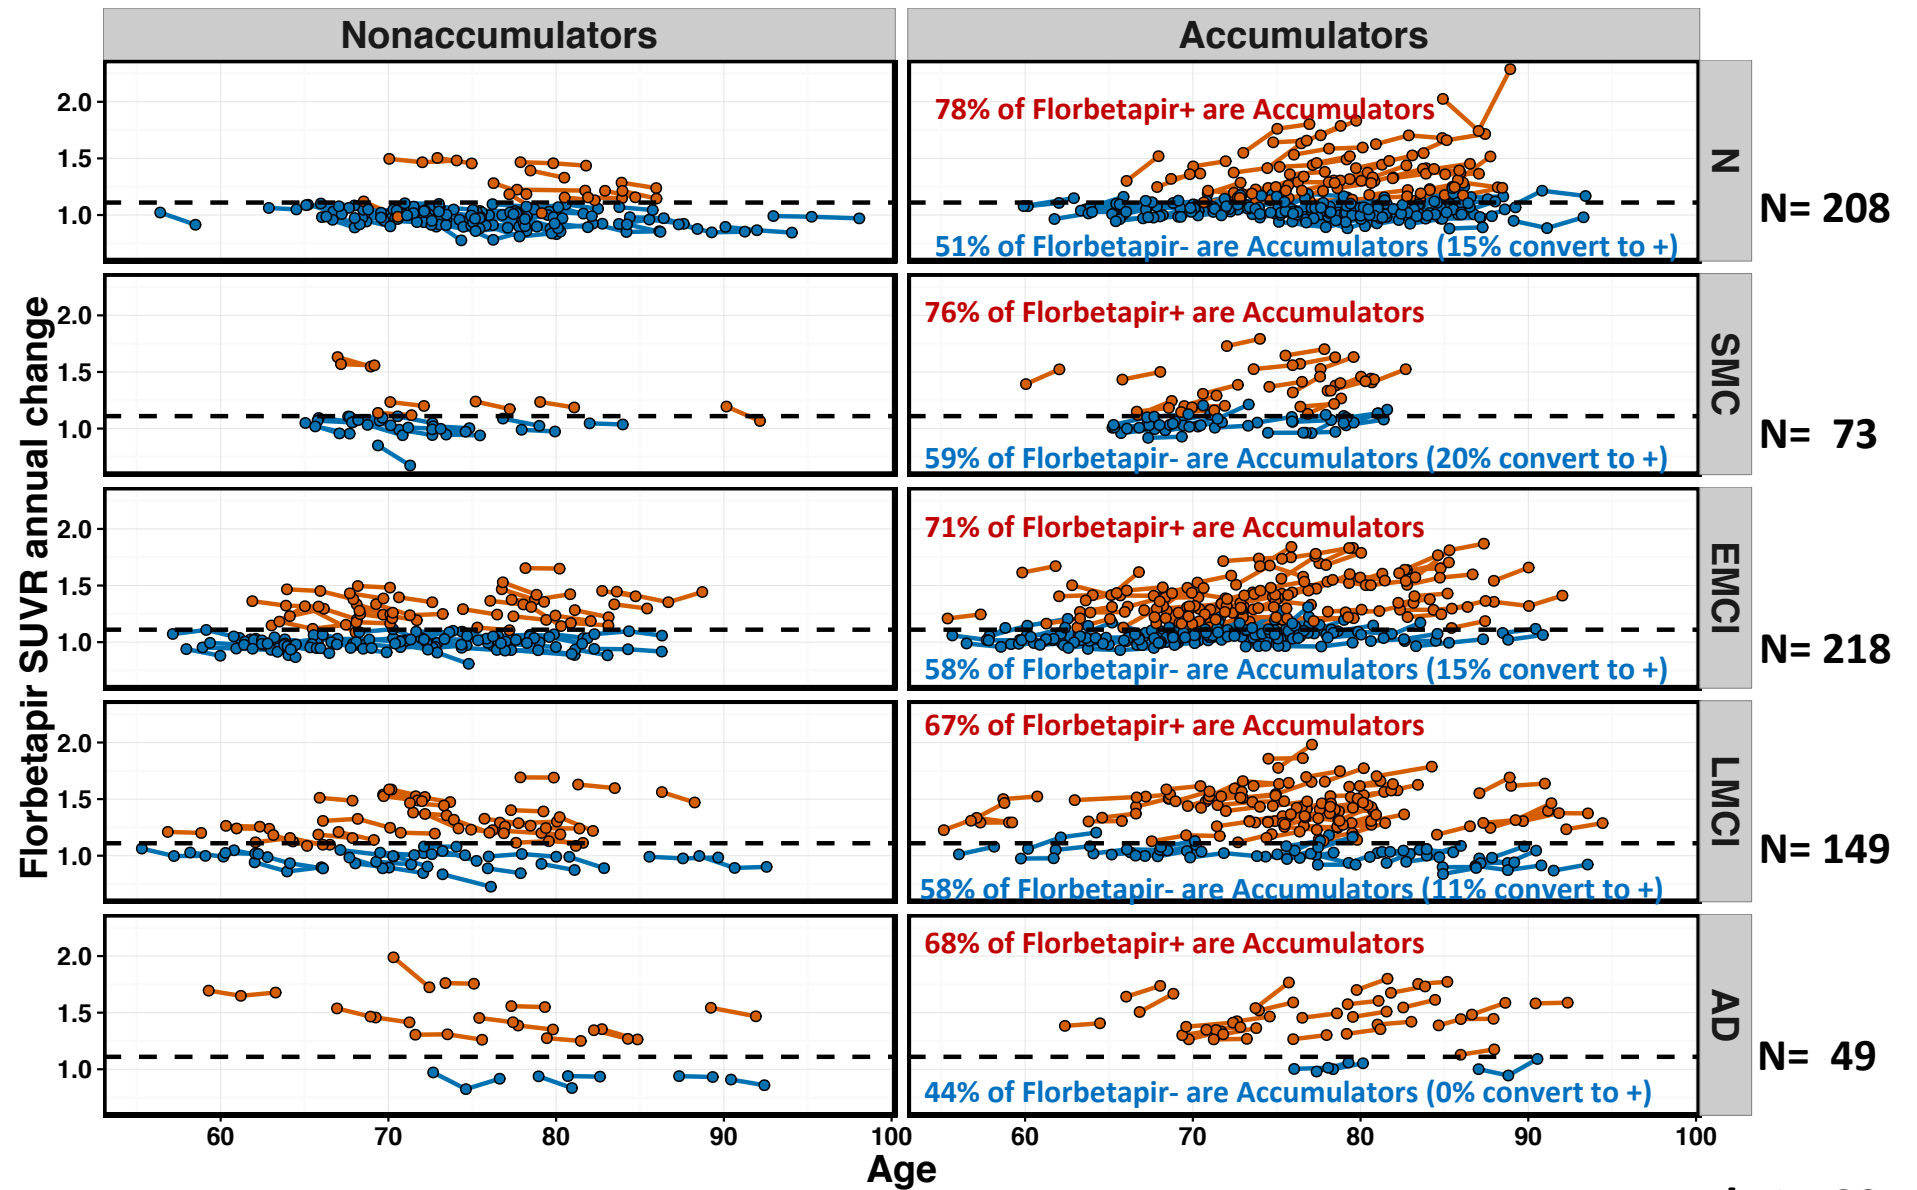 Nonaccumulators
Accumulators
Florbetapir SUVR annual change
2.0
1.5
1.0
78% of Florbetapir+ are Accumulators
51% of Florbetapir- are Accumulators (15% convert to +)
N
N= 208
2.0
1.5
1.0
76% of Florbetapir+ are Accumulators
59% of Florbetapir- are Accumulators (20% convert to +)
SMC
N= 73
2.0
1.5
1.0
71% of Florbetapir+ are Accumulators
58% of Florbetapir- are Accumulators (15% convert to +)
EMCI
N= 218
2.0
1.5
1.0
67% of Florbetapir+ are Accumulators
58% of Florbetapir- are Accumulators (11% convert to +)
LMCI
N= 149
2.0
1.5
1.0
68% of Florbetapir+ are Accumulators
44% of Florbetapir- are Accumulators (0% convert to +)
AD
N= 49
60 70 80 90 100
60 70 80 90 100
Age